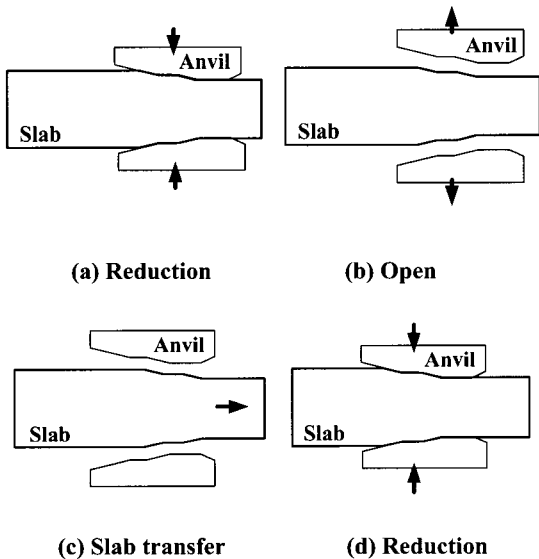 Anvil
Slab
(a) Reduction
Anvil
Slab
(b) Open
Anvil
Slab
(c) Slab transfer
Anvil
Slab
(d) Reduction